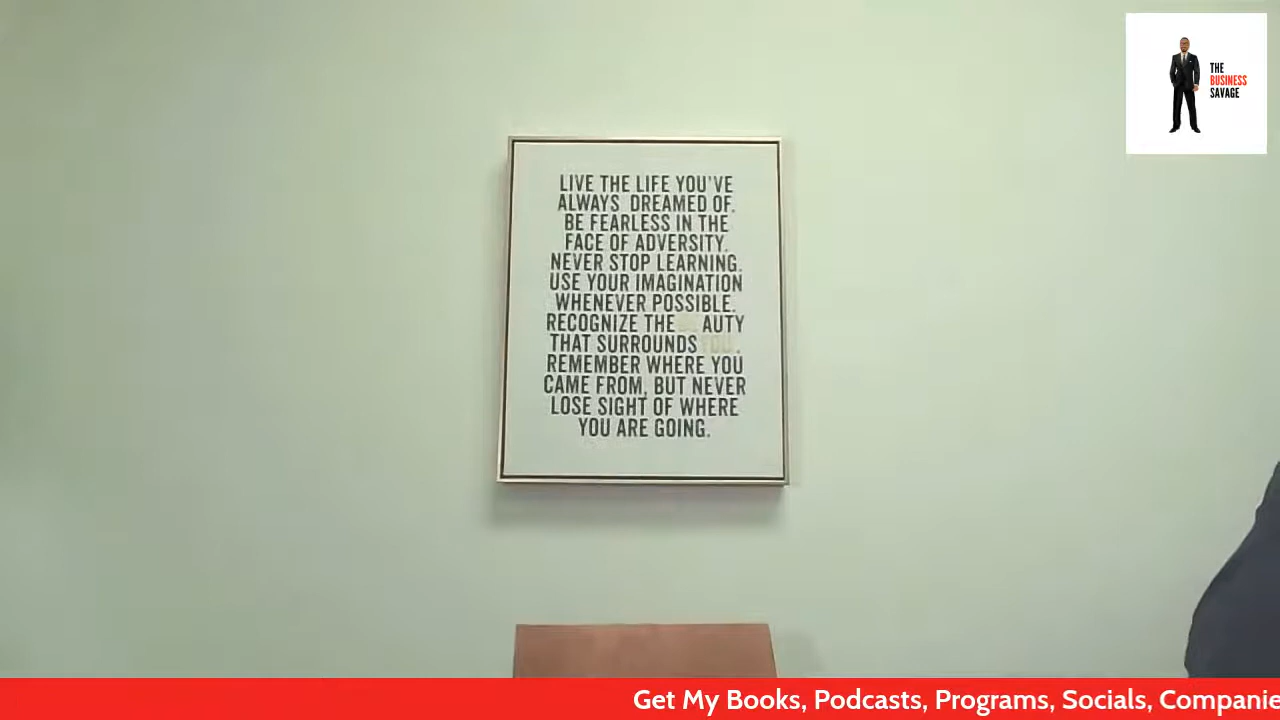 THE
BUSINESS
SAVAGE
LIVE THE LIFE YOU'VE
ALWAYS DREAMED OF.
BE FEARLESS IN THE
FACE OF ADVERSITY.
NEVER STOP LEARNING.
USE YOUR IMAGINATION
WHENEVER POSSIBLE.
RECOGNIZE THE AUTY
THAT SURROUNDS YOU.
REMEMBER WHERE YOU
CAME FROM, BUT NEVER
LOSE SIGHT OF WHERE
YOU ARE GOING.
Get My Books, Podcasts, Programs, Socials, Companie